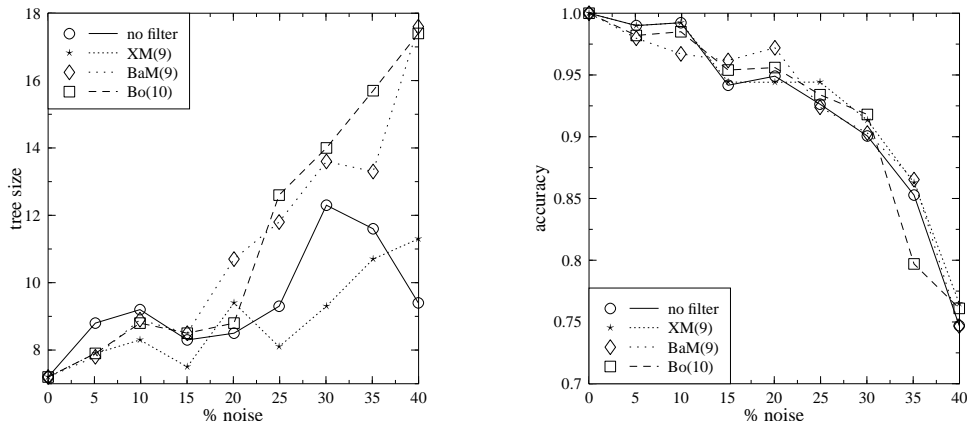 18
16
14
12
10
8
tree size
0 5 10 15 20 25 30 35 40
% noise
no filter
XM(9)
BaM(9)
Bo(10)
1.0
0.95
0.9
0.85
0.8
0.75
0.7
accuracy
0 5 10 15 20 25 30 35 40
% noise
no filter
XM(9)
BaM(9)
Bo(10)